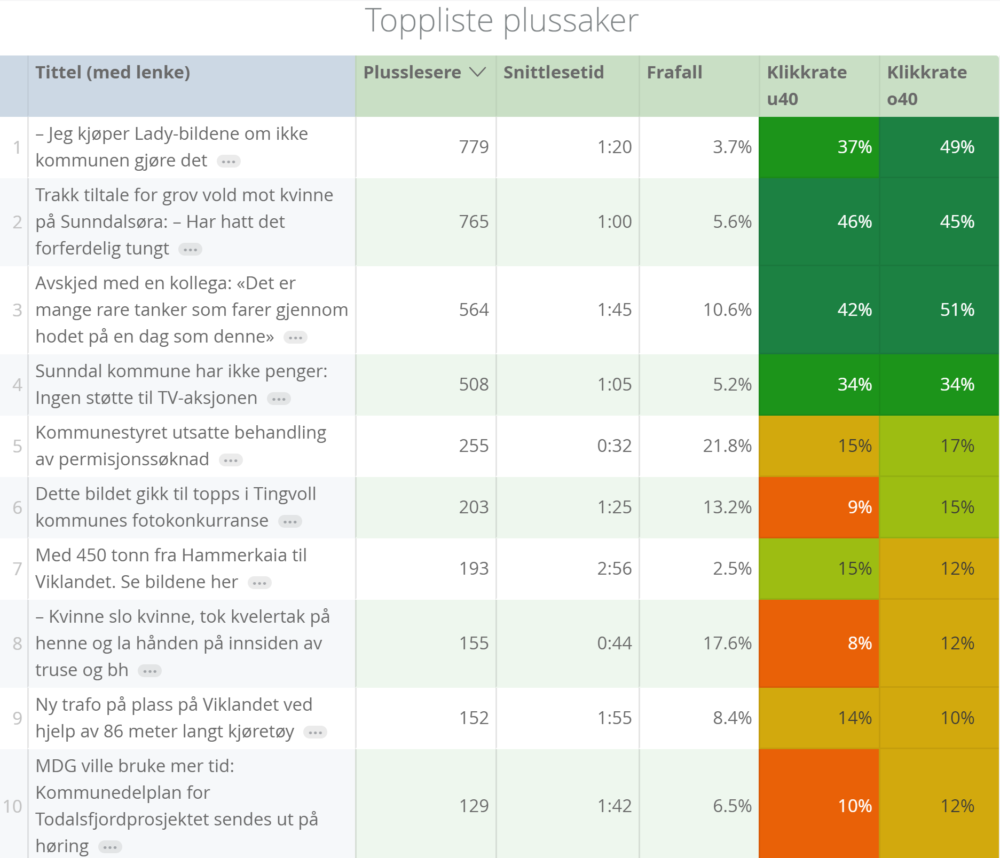 Toppliste plussaker
Tittel (med lenke) Plusslesere Snittlesetid Frafall Klikkrate u40 Klikkrate o40
1 – Jeg kjøper Lady-bildene om ikke
kommunen gjøre det ... 779 1:20 3.7% 37% 49%
2 Trakk tiltale for grov vold mot kvinne
på Sunndalsøra: – Har hatt det
forferdelig tungt ... 765 1:00 5.6% 46% 45%
3 Avskjed med en kollega: «Det er
mange rare tanker som farer gjennom
hodet på en dag som denne» ... 564 1:45 10.6% 42% 51%
4 Sunndal kommune har ikke penger:
Ingen støtte til TV-aksjonen ... 508 1:05 5.2% 34% 34%
5 Kommunestyret utsatte behandling
av permisjonssøknad ... 255 0:32 21.8% 15% 17%
6 Dette bildet gikk til topps i Tingvoll
kommunes fotokonkurranse ... 203 1:25 13.2% 9% 15%
7 Med 450 tonn fra Hammerkaia til
Viklandet. Se bildene her ... 193 2:56 2.5% 15% 12%
8 – Kvinne slo kvinne, tok kvelertak på
henne og la hånden på innsiden av
truse og bh ... 155 0:44 17.6% 8% 12%
9 Ny trafo på plass på Viklandet ved
hjelp av 86 meter langt kjøretøy ... 152 1:55 8.4% 14% 10%
10 MDG ville bruke mer tid:
Kommunedelplan for
Todalsfjordprosjektet sendes ut på
høring ... 129 1:42 6.5% 10% 12%